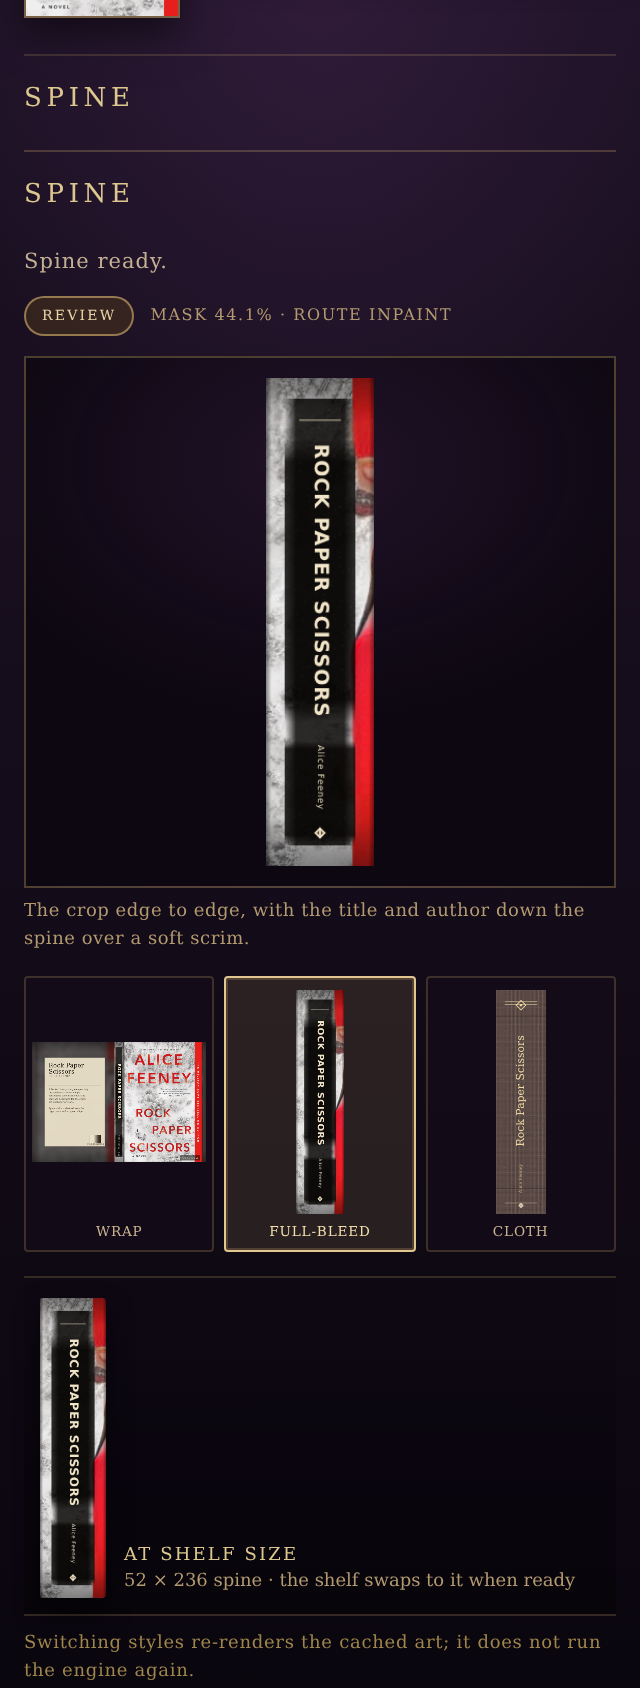 A NOVEL
SPINE
SPINE
Spine ready.
REVIEW MASK 44.1% · ROUTE INPAINT
ROCK PAPER SCISSORS
Alice Feeney
The crop edge to edge, with the title and author down the
spine over a soft scrim.
Rock Paper
Scissors
ROCK PAPER SCISSORS
ALICE
FEENEY
ROCK
PAPER
SCISSORS
A NOVEL
WRAP
ROCK PAPER SCISSORS
Alice Feeney
FULL-BLEED
Rock Paper Scissors
CLOTH
ROCK PAPER SCISSORS
Alice Feeney
AT SHELF SIZE
52 × 236 spine · the shelf swaps to it when ready
Switching styles re-renders the cached art; it does not run
the engine again.